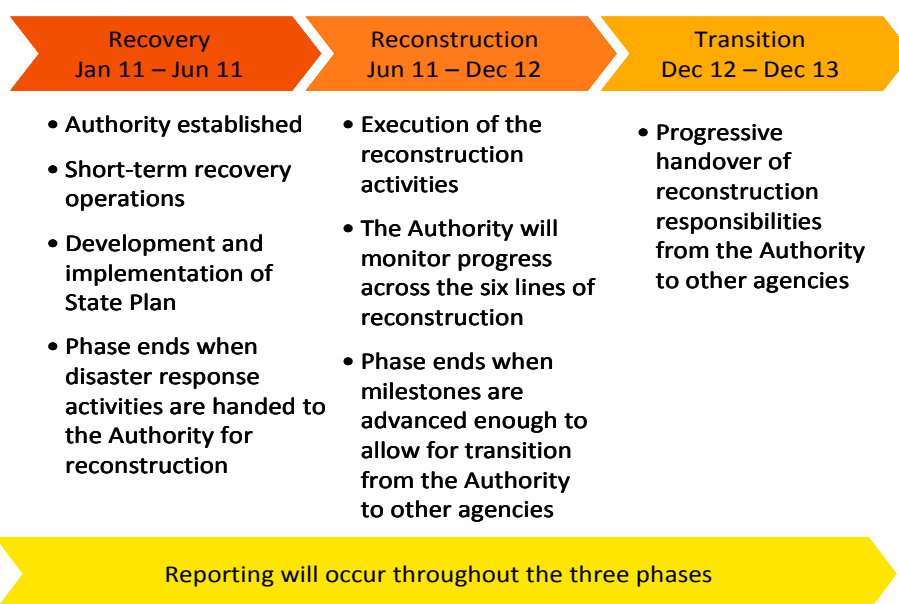 Recovery
Jan 11 – Jun 11
Reconstruction
Jun 11 – Dec 12
Transition
Dec 12 – Dec 13
• Authority established
• Short-term recovery
operations
• Development and
implementation of
State Plan
• Phase ends when
disaster response
activities are handed to
the Authority for
reconstruction
• Execution of the
reconstruction
activities
• The Authority will
monitor progress
across the six lines of
reconstruction
• Phase ends when
milestones are
advanced enough to
allow for transition
from the Authority
to other agencies
• Progressive
handover of
reconstruction
responsibilities
from the Authority
to other agencies
Reporting will occur throughout the three phases